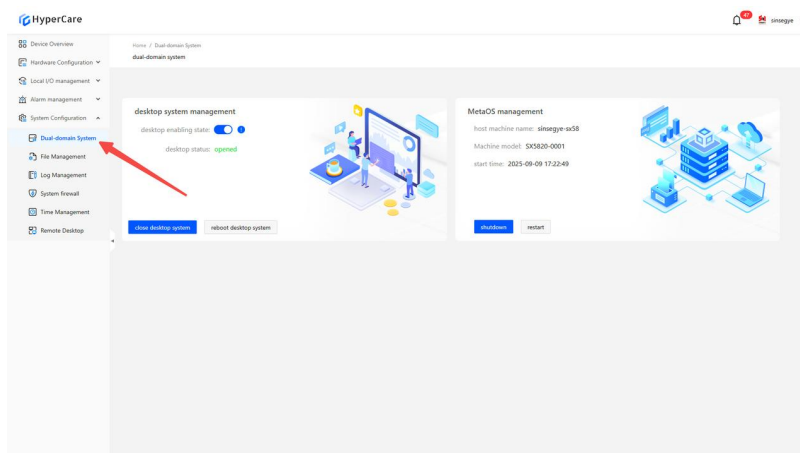 HyperCare
47
sinsegye
Device Overview
Hardware Configuration
Local I/O management
Alarm management
System Configuration
Dual-domain System
File Management
Log Management
System firewall
Time Management
Remote Desktop
Home / Dual-domain System
dual-domain system
desktop system management
desktop enabling state:
desktop status: opened
close desktop system
reboot desktop system
MetaOS management
host machine name: sinsegye-sx58
Machine model: SX5820-0001
start time: 2025-09-09 17:22:49
shutdown
restart